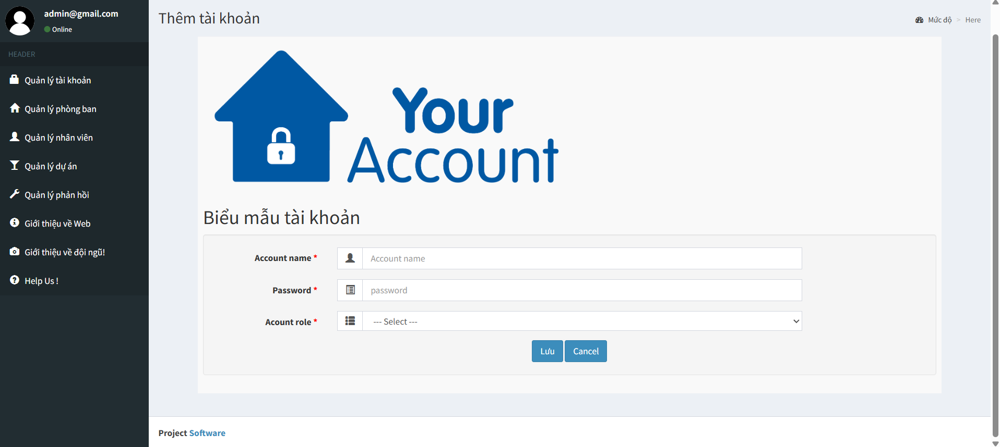 admin@gmail.com
Online
HEADER
Quản lý tài khoản
Quản lý phòng ban
Quản lý nhân viên
Quản lý dự án
Quản lý phản hồi
Giới thiệu về Web
Giới thiệu về đội ngũ!
Help Us !
Thêm tài khoản
Mức độ > Here
Your
Account
Biểu mẫu tài khoản
Account name *
Account name
Password *
password
Acount role *
--- Select ---
Lưu
Cancel
Project Software